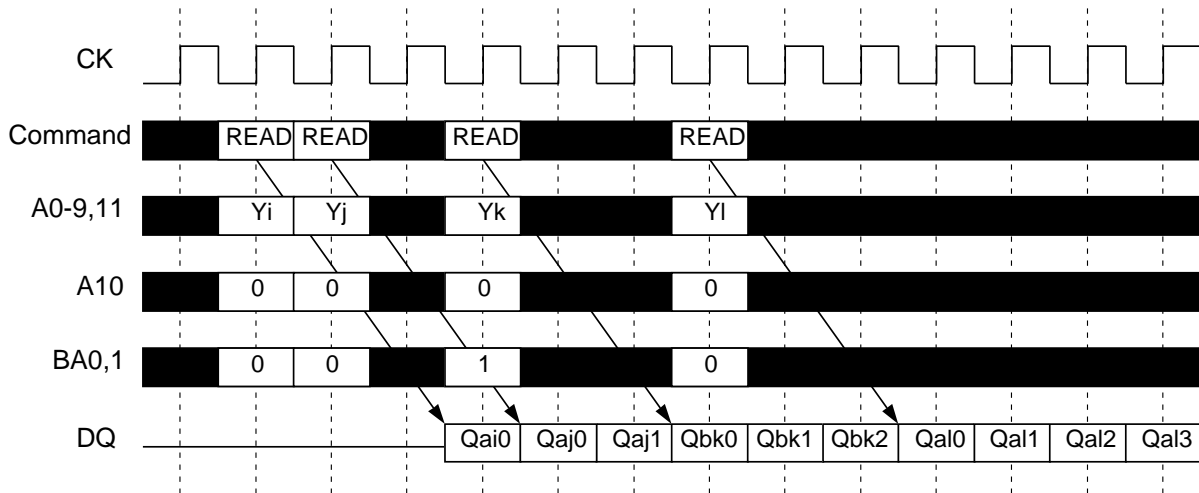 CK
Command READ READ READ READ
A0-9,11 Yi Yj Yk Yl
A10 0 0 0 0
BA0,1 0 0 1 0
DQ Qai0 Qaj0 Qaj1 Qbk0 Qbk1 Qbk2 Qal0 Qal1 Qal2 Qal3